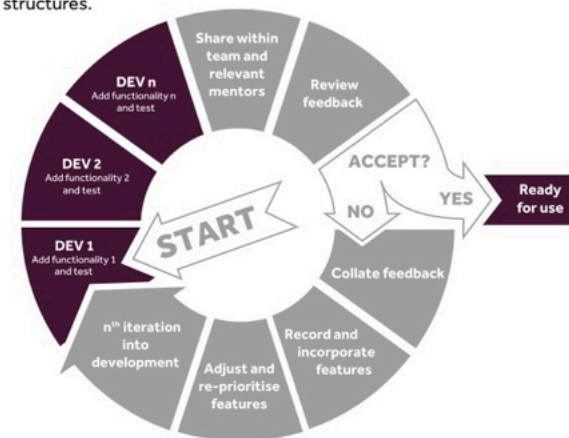 structures.
START
DEV 1
Add functionality 1
and test
DEV 2
Add functionality 2
and test
DEV n
Add functionality n
and test
Share within
team and
relevant
mentors
Review
feedback
ACCEPT?
YES
Ready
for use
NO
Collate feedback
Record and
incorporate
features
Adjust and
re-prioritise
features
nth iteration
into
development